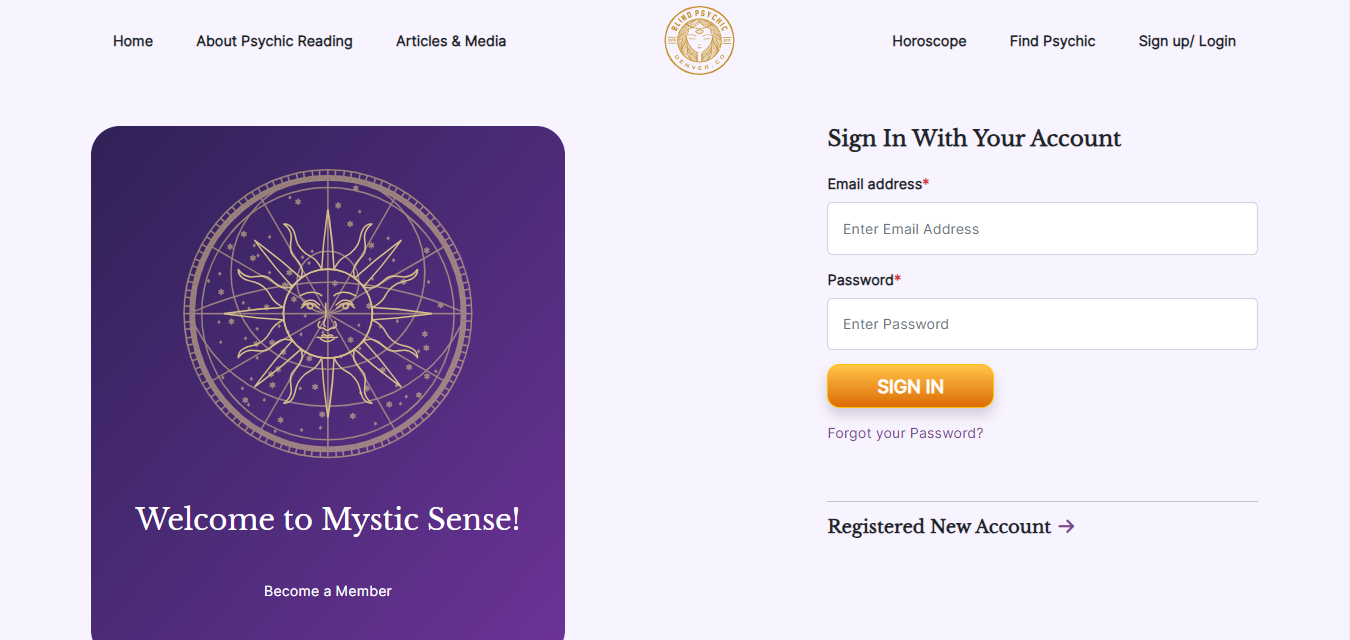 Home
About Psychic Reading
Articles & Media
BLIND PSYCHIC
DENVER, CO
Horoscope
Find Psychic
Sign up/ Login
Welcome to Mystic Sense!
Become a Member
Sign In With Your Account
Email address*
Enter Email Address
Password*
Enter Password
SIGN IN
Forgot your Password?
Registered New Account →